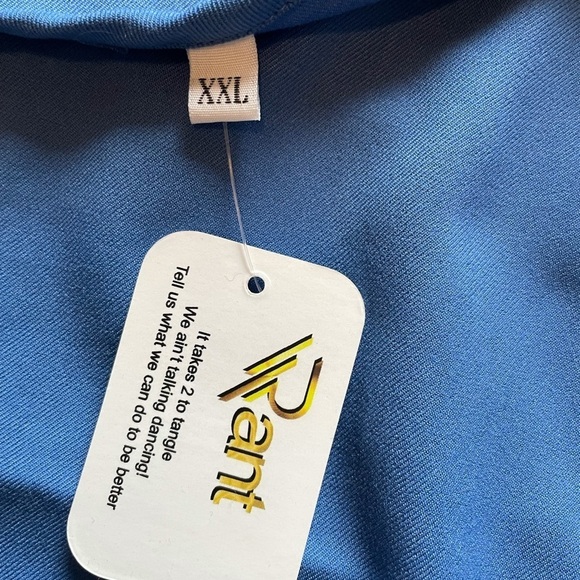 XXL
Pant
It takes 2 to tangle
We ain't talking dancing!
Tell us what we can do to be better